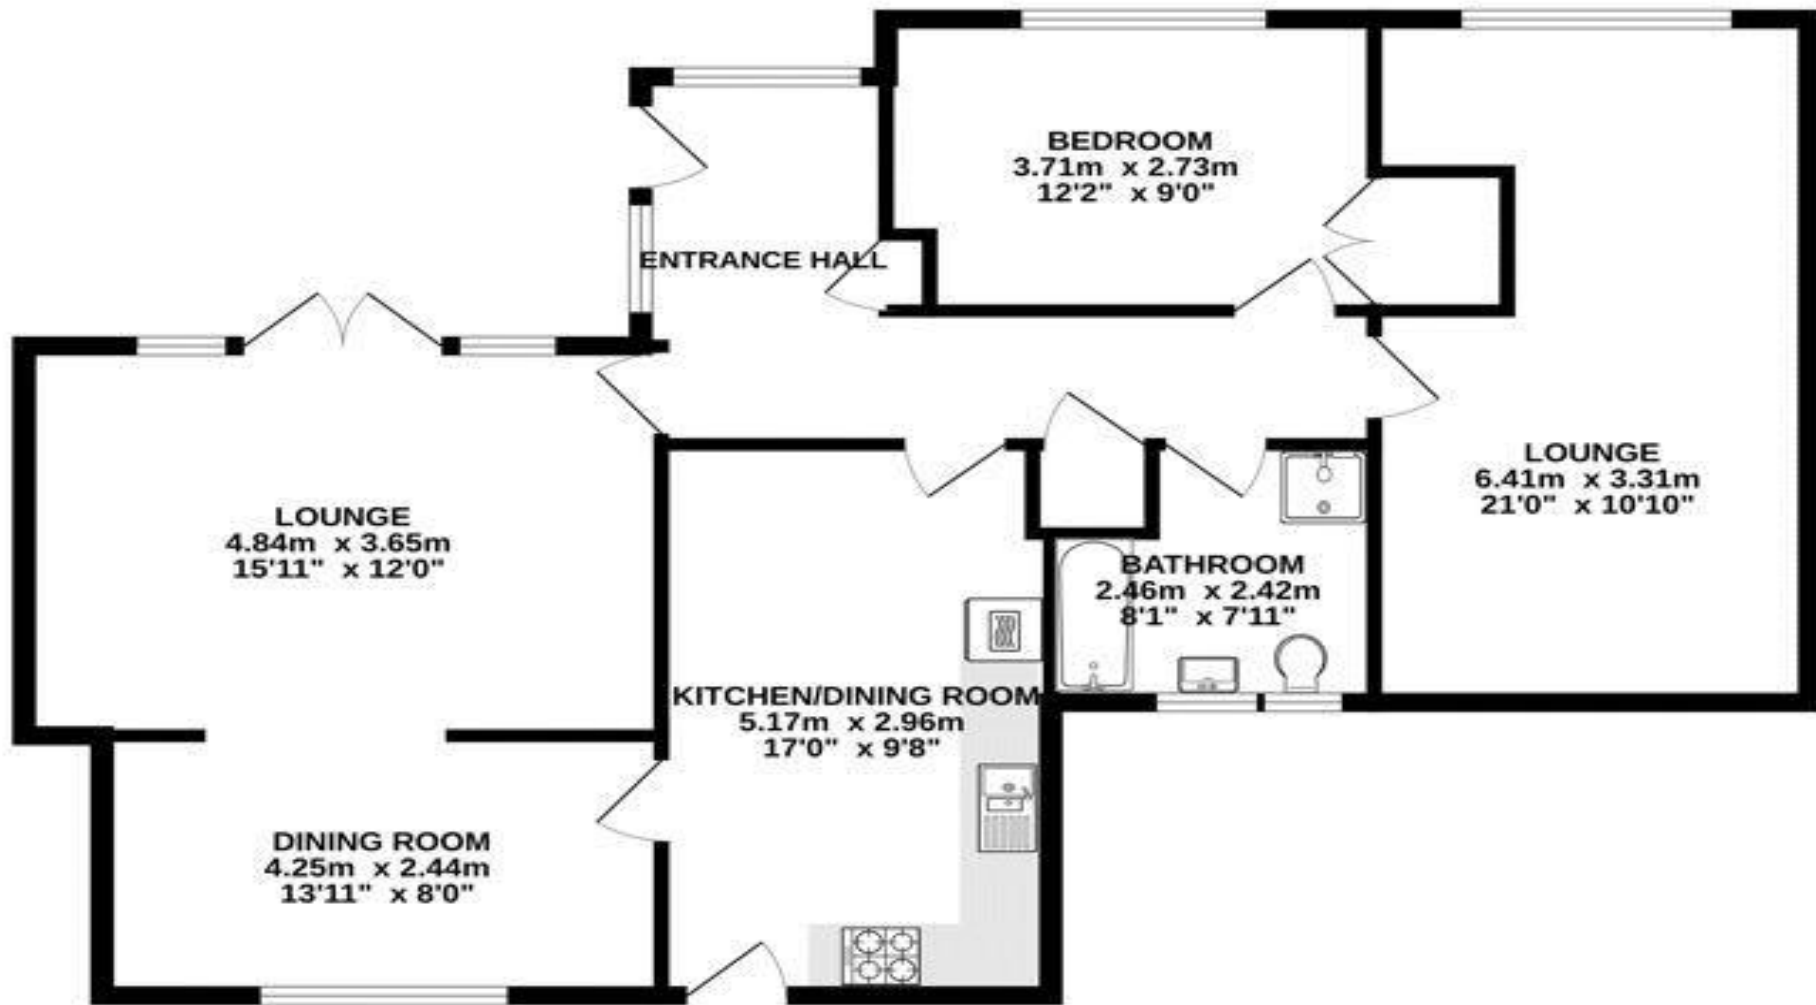 BEDROOM
3.71m x 2.73m
12'2" x 9'0"
ENTRANCE HALL
LOUNGE
6.41m x 3.31m
21'0" x 10'10"
LOUNGE
4.84m x 3.65m
15'11" x 12'0"
BATHROOM
2.46m x 2.42m
8'1" x 7'11"
KITCHEN/DINING ROOM
5.17m x 2.96m
17'0" x 9'8"
DINING ROOM
4.25m x 2.44m
13'11" x 8'0"